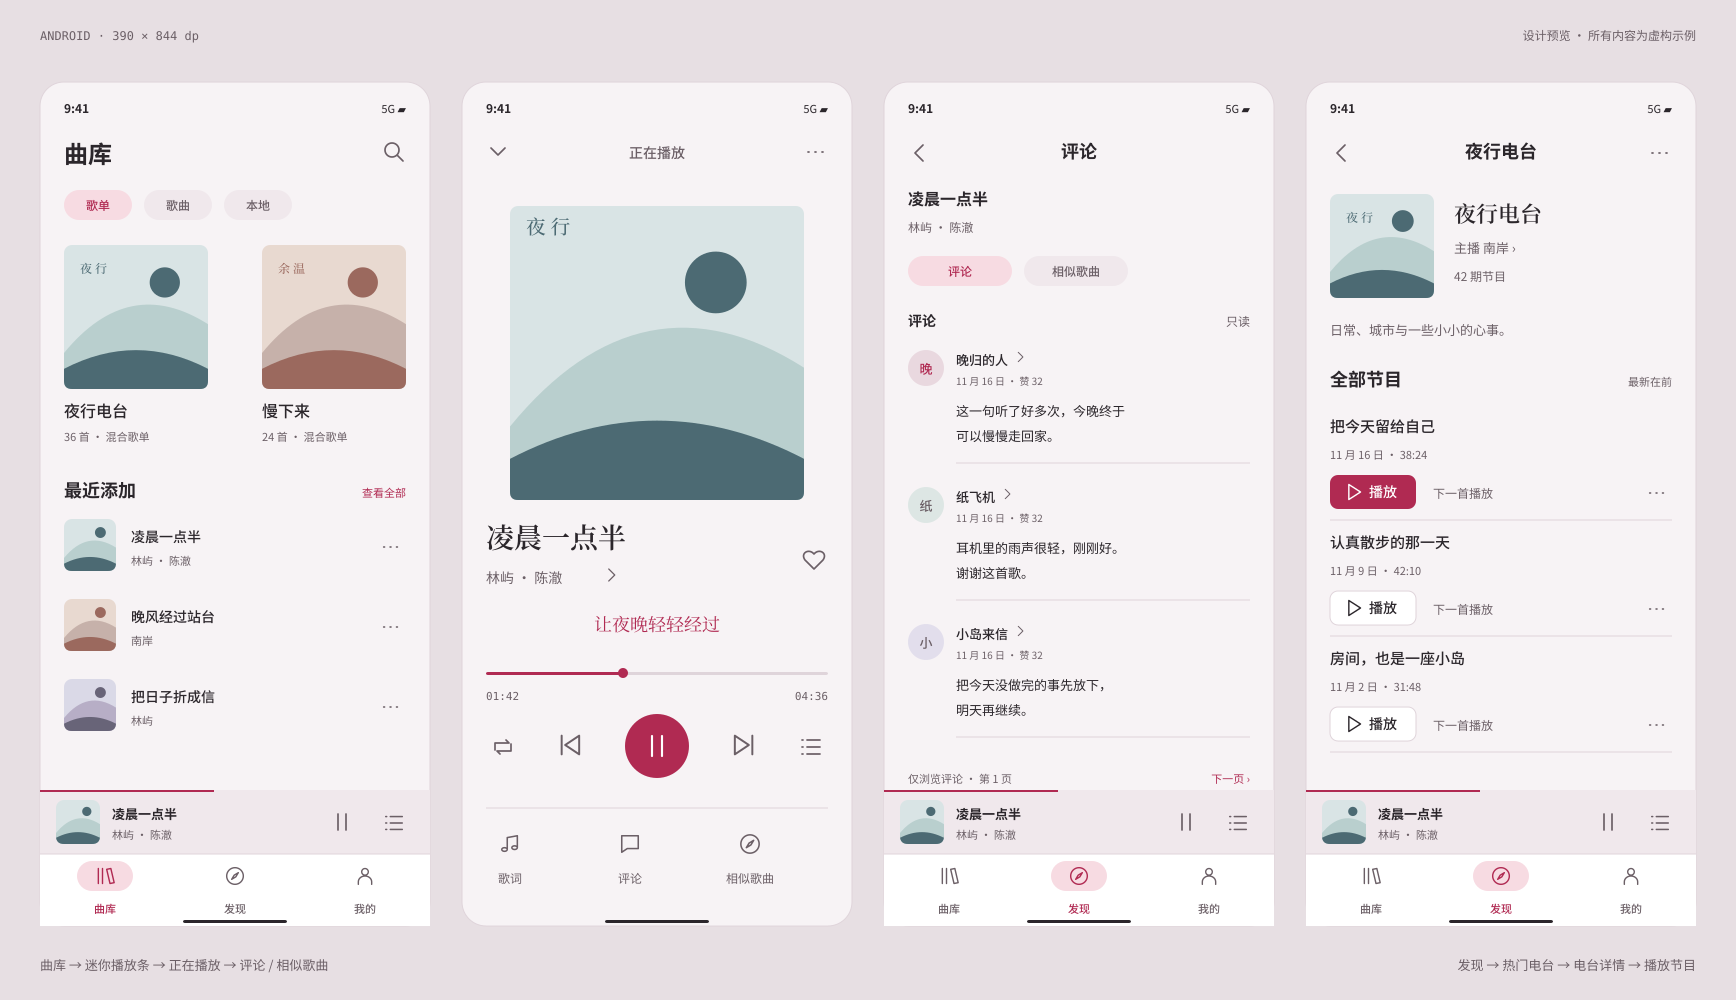 ANDROID · 390 × 844 dp
设计预览 · 所有内容为虚构示例
9:41
5G
曲库
歌单
歌曲
本地
夜行
余温
夜行电台
36 首 · 混合歌单
慢下来
24 首 · 混合歌单
最近添加
查看全部
凌晨一点半
林屿 · 陈澈
晚风经过站台
南岸
把日子折成信
林屿
凌晨一点半
林屿 · 陈澈
曲库
发现
我的
9:41
5G
正在播放
夜行
凌晨一点半
林屿 · 陈澈
让夜晚轻轻经过
01:42
04:36
歌词
评论
相似歌曲
9:41
5G
评论
凌晨一点半
林屿 · 陈澈
评论
相似歌曲
评论
只读
晚
晚归的人
11 月 16 日 · 赞 32
这一句听了好多次，今晚终于
可以慢慢走回家。
纸
纸飞机
11 月 16 日 · 赞 32
耳机里的雨声很轻，刚刚好。
谢谢这首歌。
小
小岛来信
11 月 16 日 · 赞 32
把今天没做完的事先放下，
明天再继续。
仅浏览评论 · 第 1 页
下一页 ›
凌晨一点半
林屿 · 陈澈
曲库
发现
我的
9:41
5G
夜行电台
夜行
夜行电台
主播 南岸 ›
42 期节目
日常、城市与一些小小的心事。
全部节目
最新在前
把今天留给自己
11 月 16 日 · 38:24
播放
下一首播放
认真散步的那一天
11 月 9 日 · 42:10
播放
下一首播放
房间，也是一座小岛
11 月 2 日 · 31:48
播放
下一首播放
凌晨一点半
林屿 · 陈澈
曲库
发现
我的
曲库 → 迷你播放条 → 正在播放 → 评论 / 相似歌曲
发现 → 热门电台 → 电台详情 → 播放节目